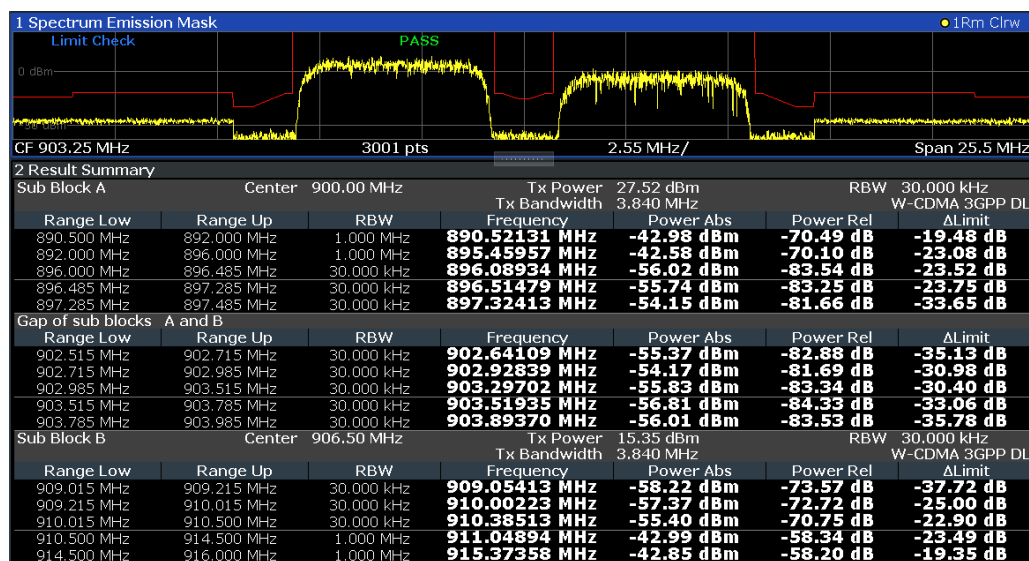 1 Spectrum Emission Mask 1Rm Clrw
Limit Check PASS
0 dBm
CF 903.25 MHz 3001 pts 2.55 MHz/ Span 25.5 MHz
2 Result Summary
Sub Block A Center 900.00 MHz Tx Power 27.52 dBm RBW 30.000 kHz
Tx Bandwidth 3.840 MHz W-CDMA 3GPP DL
Range Low Range Up RBW Frequency Power Abs Power Rel ΔLimit
890.500 MHz 892.000 MHz 1.000 MHz 890.52131 MHz -42.98 dBm -70.49 dB -19.48 dB
892.000 MHz 896.000 MHz 1.000 MHz 895.45957 MHz -42.58 dBm -70.10 dB -23.08 dB
896.000 MHz 896.485 MHz 30.000 kHz 896.08934 MHz -56.02 dBm -83.54 dB -23.52 dB
896.485 MHz 897.285 MHz 30.000 kHz 896.51479 MHz -55.74 dBm -83.25 dB -23.75 dB
897.285 MHz 897.485 MHz 30.000 kHz 897.32413 MHz -54.15 dBm -81.66 dB -33.65 dB
Gap of sub blocks A and B
Range Low Range Up RBW Frequency Power Abs Power Rel ΔLimit
902.515 MHz 902.715 MHz 30.000 kHz 902.64109 MHz -55.37 dBm -82.88 dB -35.13 dB
902.715 MHz 902.985 MHz 30.000 kHz 902.92839 MHz -54.17 dBm -81.69 dB -30.98 dB
902.985 MHz 903.515 MHz 30.000 kHz 903.29702 MHz -55.83 dBm -83.34 dB -30.40 dB
903.515 MHz 903.785 MHz 30.000 kHz 903.51935 MHz -56.81 dBm -84.33 dB -33.06 dB
903.785 MHz 903.985 MHz 30.000 kHz 903.89370 MHz -56.01 dBm -83.53 dB -35.78 dB
Sub Block B Center 906.50 MHz Tx Power 15.35 dBm RBW 30.000 kHz
Tx Bandwidth 3.840 MHz W-CDMA 3GPP DL
Range Low Range Up RBW Frequency Power Abs Power Rel ΔLimit
909.015 MHz 909.215 MHz 30.000 kHz 909.05413 MHz -58.22 dBm -73.57 dB -37.72 dB
909.215 MHz 910.015 MHz 30.000 kHz 910.00223 MHz -57.37 dBm -72.72 dB -25.00 dB
910.015 MHz 910.500 MHz 30.000 kHz 910.38513 MHz -55.40 dBm -70.75 dB -22.90 dB
910.500 MHz 914.500 MHz 1.000 MHz 911.04894 MHz -42.99 dBm -58.34 dB -23.49 dB
914.500 MHz 916.000 MHz 1.000 MHz 915.37358 MHz -42.85 dBm -58.20 dB -19.35 dB